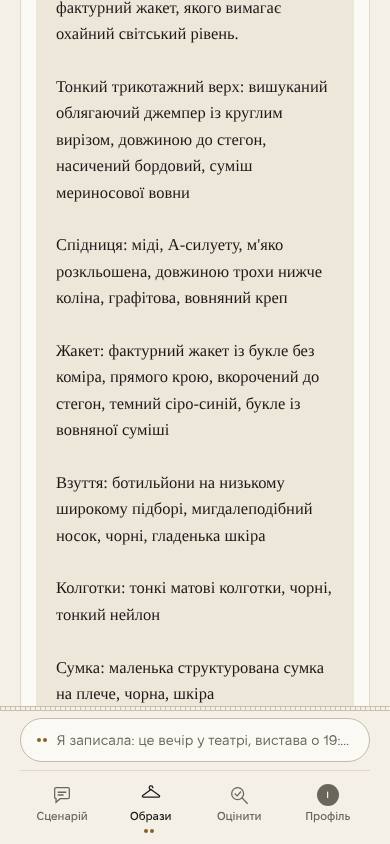 фактурний жакет, якого вимагає
охайний світський рівень.
Тонкий трикотажний верх: вишуканий
облягаючий джемпер із круглим
вирізом, довжиною до стегон,
насичений бордовий, суміш
мериносової вовни
Спідниця: міді, А-силуету, м'яко
розкльошена, довжиною трохи нижче
коліна, графітова, вовняний креп
Жакет: фактурний жакет із букле без
коміра, прямого крою, вкорочений до
стегон, темний сіро-синій, букле із
вовняної суміші
Взуття: ботильйони на низькому
широкому підборі, мигдалеподібний
носок, чорні, гладенька шкіра
Колготки: тонкі матові колготки, чорні,
тонкий нейлон
Сумка: маленька структурована сумка
на плече, чорна, шкіра
Я записала: це вечір у театрі, вистава о 19:...
Сценарій
Образи
Оцінити
І
Профіль